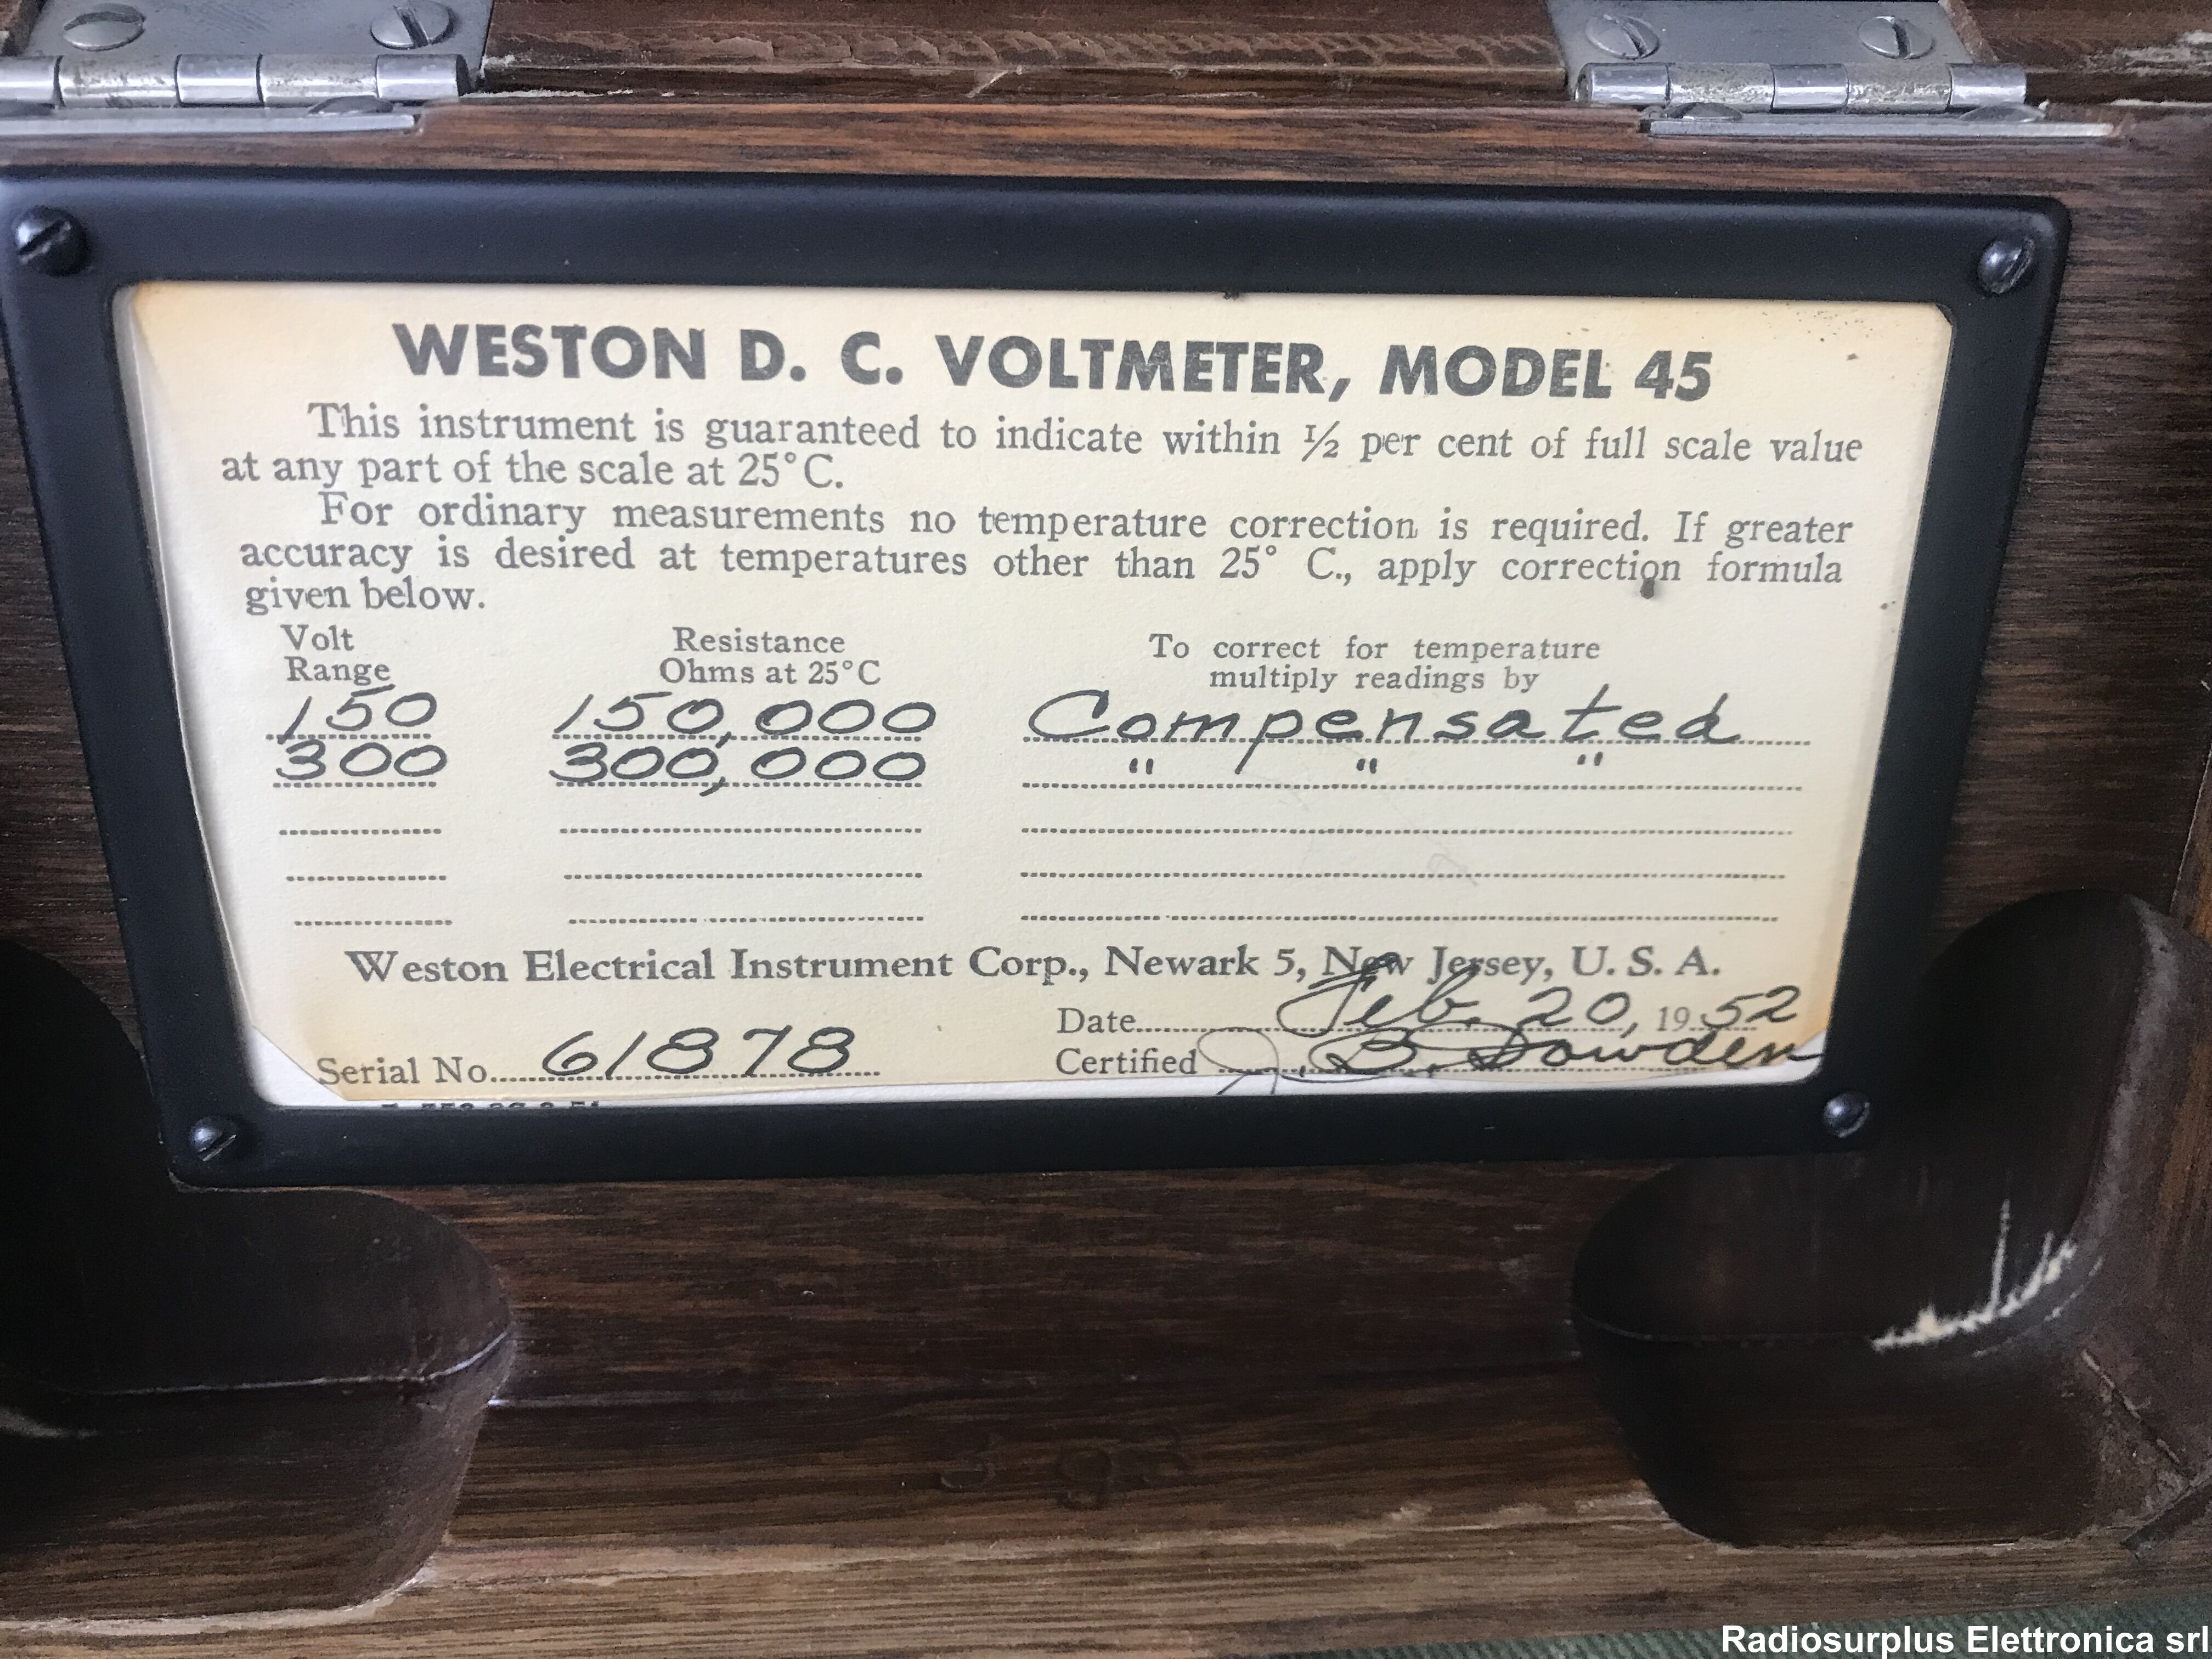 WESTON D. C. VOLTMETER, MODEL 45
This instrument is guaranteed to indicate within ½ per cent of full scale value
at any part of the scale at 25°C.
For ordinary measurements no temperature correction is required. If greater
accuracy is desired at temperatures other than 25° C., apply correction formula
given below.
Volt Range
Resistance Ohms at 25°C
To correct for temperature multiply readings by
150 150,000 Compensated
300 300,000 " " "
Weston Electrical Instrument Corp., Newark 5, New Jersey, U. S. A.
Date Feb. 20, 1952
Serial No. 61878
Certified J. B. Dowden
393
Radiosurplus Elettronica srl